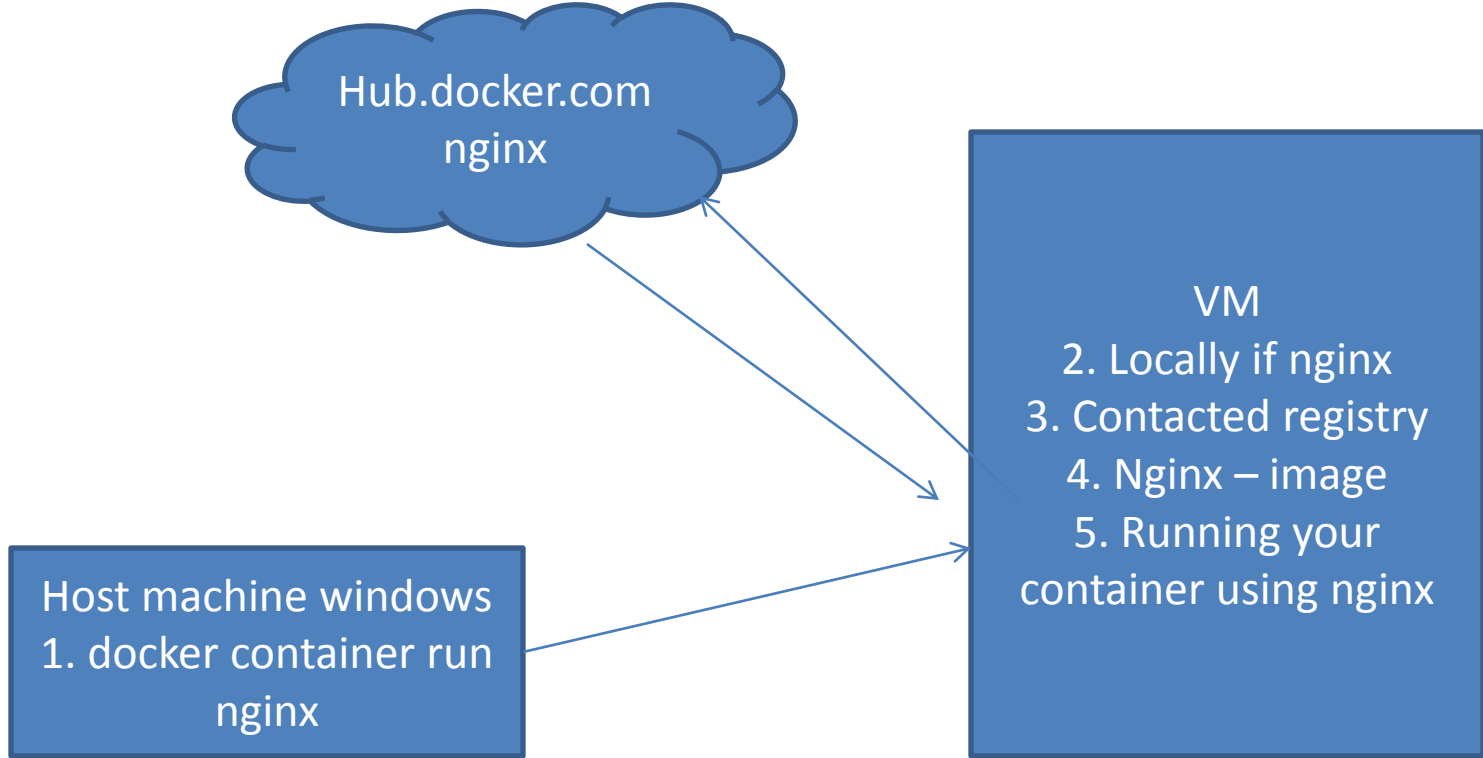 Hub.docker.com
nginx
VM
2. Locally if nginx
3. Contacted registry
4. Nginx – image
5. Running your
container using nginx
Host machine windows
1. docker container run
nginx